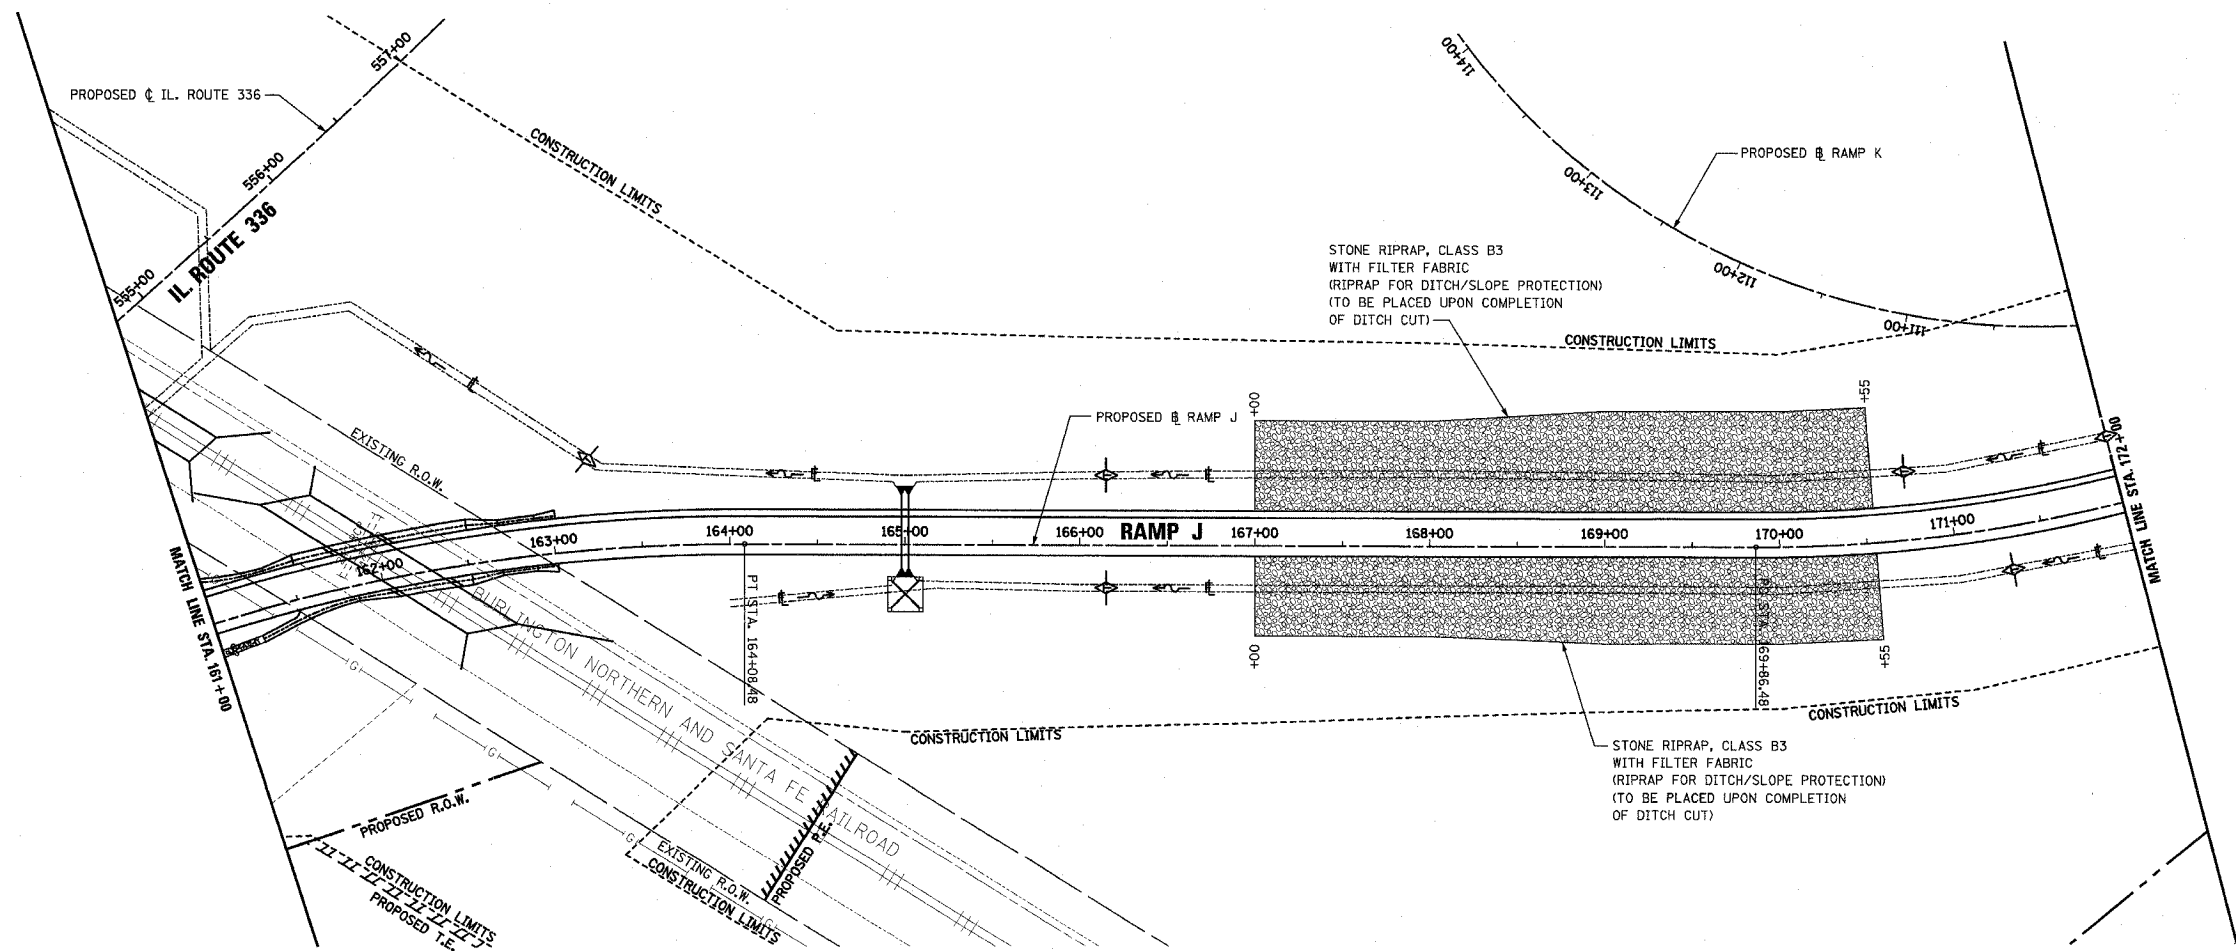 557+00
PROPOSED ℄ IL. ROUTE 336
556+00
IL. ROUTE 336
555+00
CONSTRUCTION LIMITS
114+00
PROPOSED ⅊ RAMP K
113+00
112+00
111+00
STONE RIPRAP, CLASS B3
WITH FILTER FABRIC
(RIPRAP FOR DITCH/SLOPE PROTECTION)
(TO BE PLACED UPON COMPLETION
OF DITCH CUT)
CONSTRUCTION LIMITS
+00
+55
PROPOSED RAMP J
EXISTING R.O.W.
MATCH LINE STA. 161+00
MATCH LINE STA. 172+00
162+00
163+00
164+00
165+00
166+00
RAMP J
167+00
168+00
169+00
170+00
171+00
PT STA. 164+08.48
STA. 169+86.48
+00
+55
BURLINGTON NORTHERN AND SANTA FE RAILROAD
G
G
G
CONSTRUCTION LIMITS
CONSTRUCTION LIMITS
STONE RIPRAP, CLASS B3
WITH FILTER FABRIC
(RIPRAP FOR DITCH/SLOPE PROTECTION)
(TO BE PLACED UPON COMPLETION
OF DITCH CUT)
PROPOSED R.O.W.
CONSTRUCTION LIMITS
PROPOSED T.E.
EXISTING R.O.W.
CONSTRUCTION LIMITS
PROPOSED